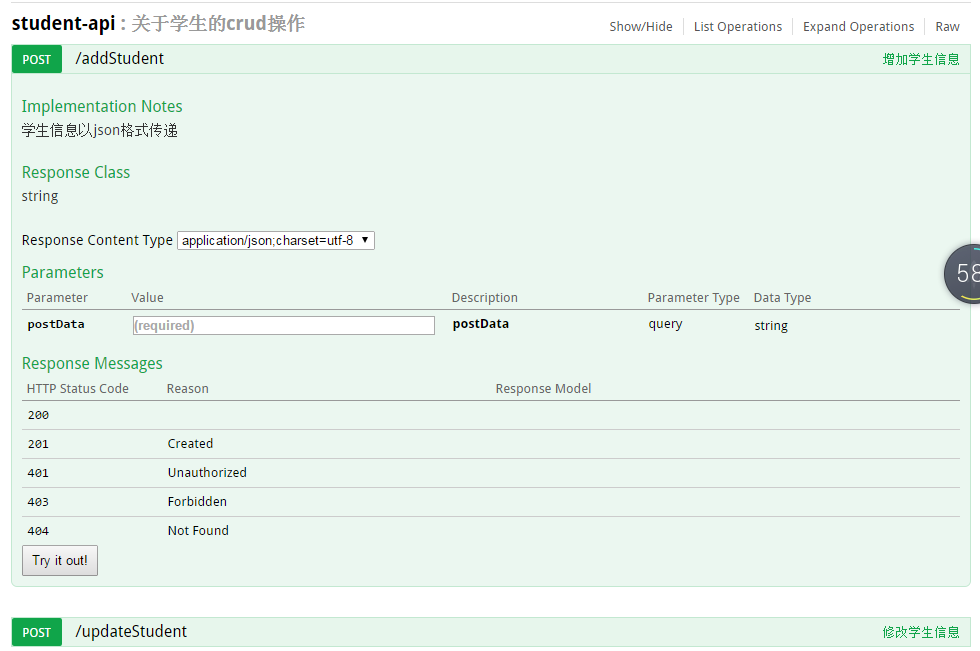 student-api : 关于学生的crud操作
Show/Hide List Operations Expand Operations Raw
POST /addStudent 增加学生信息
Implementation Notes
学生信息以json格式传递
Response Class
string
Response Content Type application/json;charset=utf-8
Parameters
Parameter Value Description Parameter Type Data Type
postData (required) postData query string
Response Messages
HTTP Status Code Reason Response Model
200
201 Created
401 Unauthorized
403 Forbidden
404 Not Found
Try it out!
POST /updateStudent 修改学生信息
58